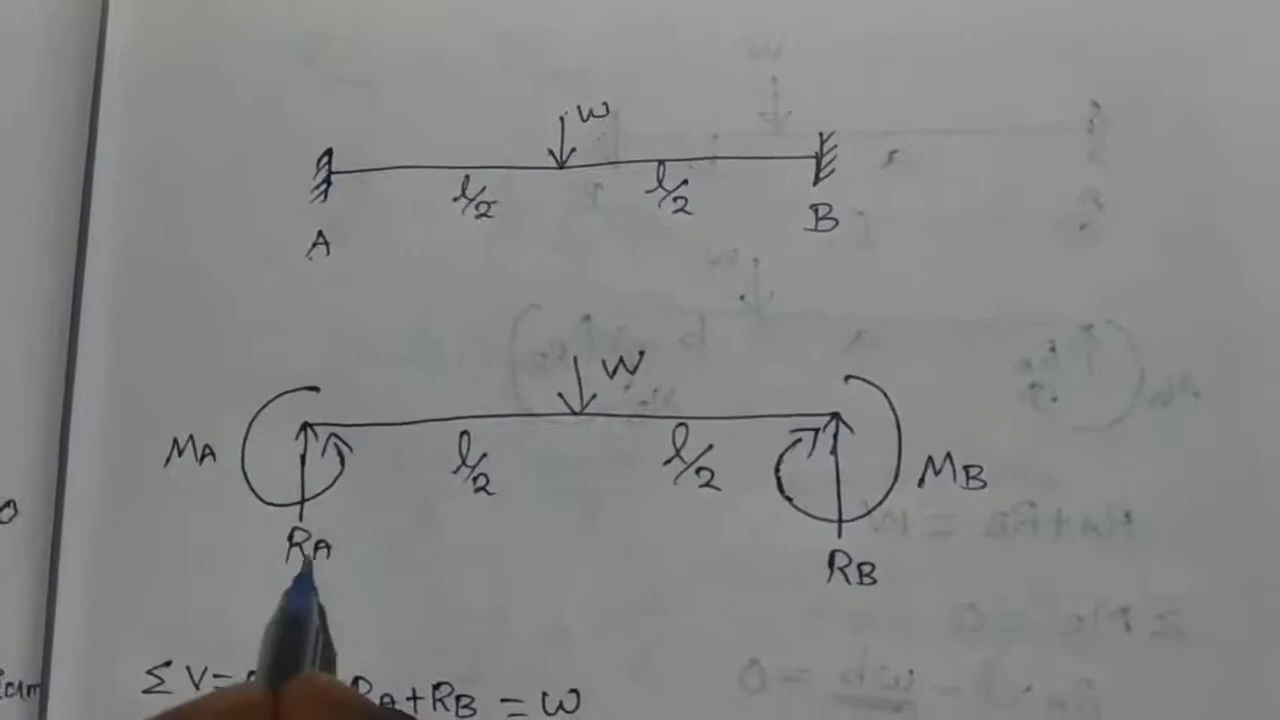 w
l/2 l/2
A B
W
MA l/2 l/2 MB
RA RB
ΣV= RA+RB = W